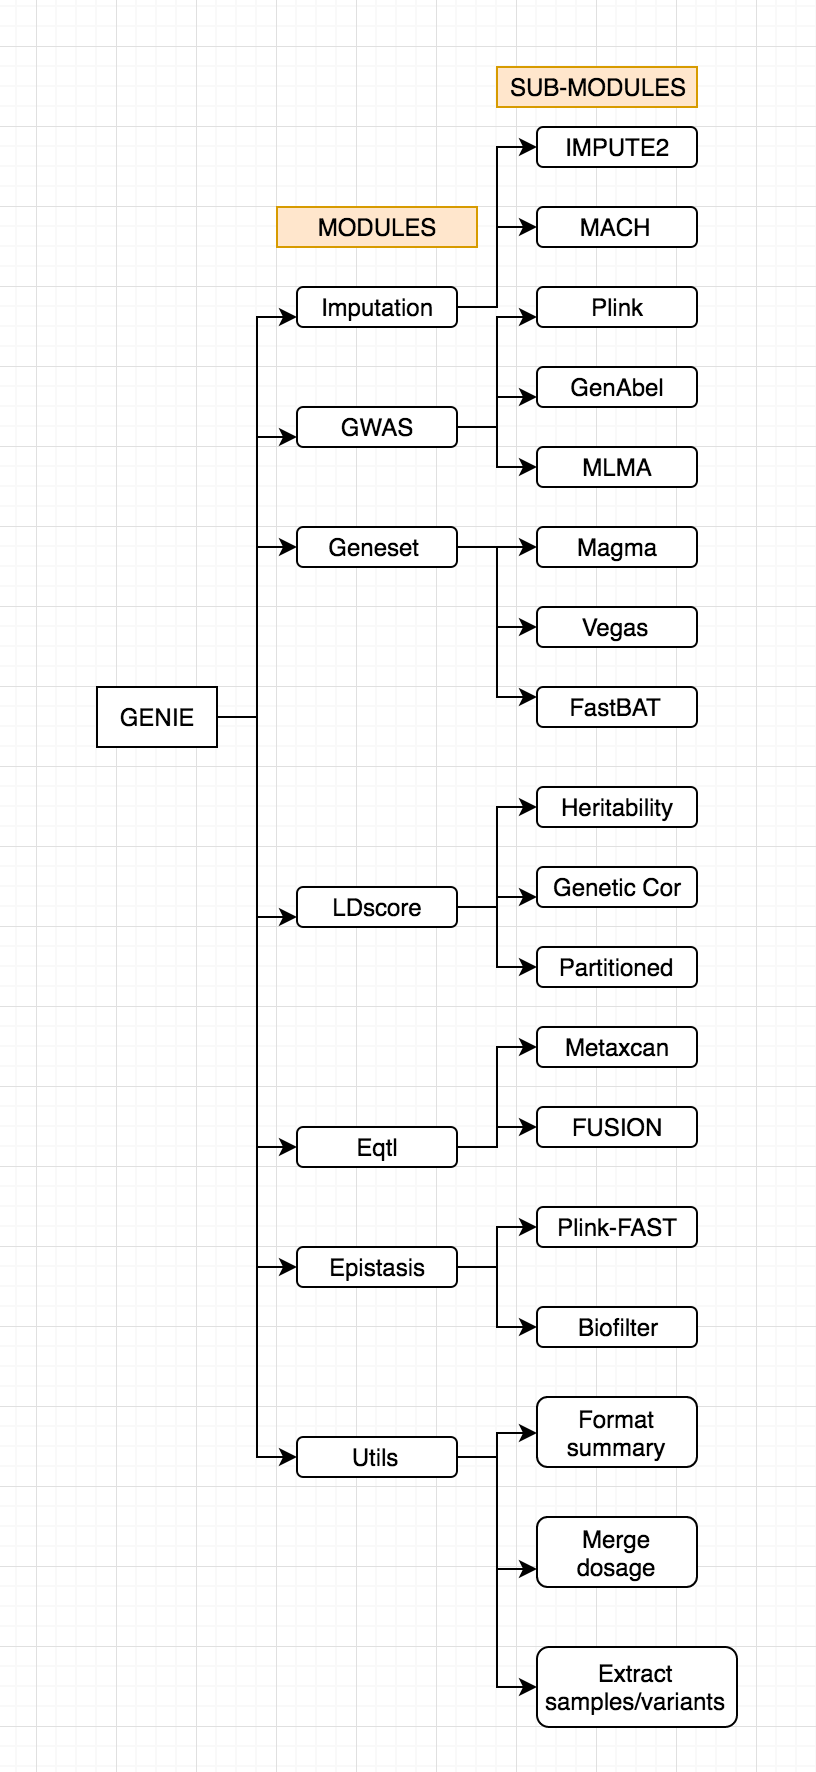 SUB-MODULES
IMPUTE2
MODULES
MACH
Imputation
Plink
GenAbel
GWAS
MLMA
Geneset
Magma
Vegas
GENIE
FastBAT
Heritability
LDscore
Genetic Cor
Partitioned
Metaxcan
Eqtl
FUSION
Plink-FAST
Epistasis
Biofilter
Utils
Format
summary
Merge
dosage
Extract
samples/variants